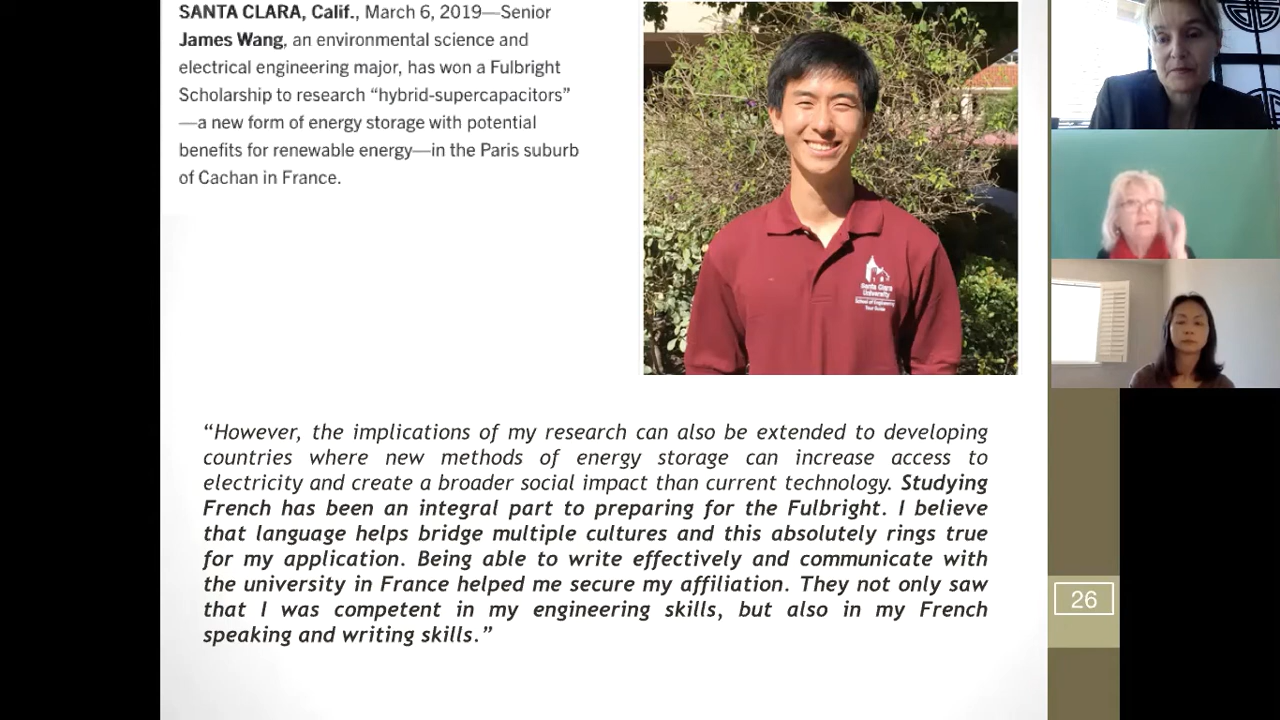 SANTA CLARA, Calif., March 6, 2019—Senior
James Wang, an environmental science and
electrical engineering major, has won a Fulbright
Scholarship to research “hybrid-supercapacitors”
—a new form of energy storage with potential
benefits for renewable energy—in the Paris suburb
of Cachan in France.
Santa Clara
University
School of Engineering
Tour Guide
“However, the implications of my research can also be extended to developing
countries where new methods of energy storage can increase access to
electricity and create a broader social impact than current technology. Studying
French has been an integral part to preparing for the Fulbright. I believe
that language helps bridge multiple cultures and this absolutely rings true
for my application. Being able to write effectively and communicate with
the university in France helped me secure my affiliation. They not only saw
that I was competent in my engineering skills, but also in my French
speaking and writing skills.”
26